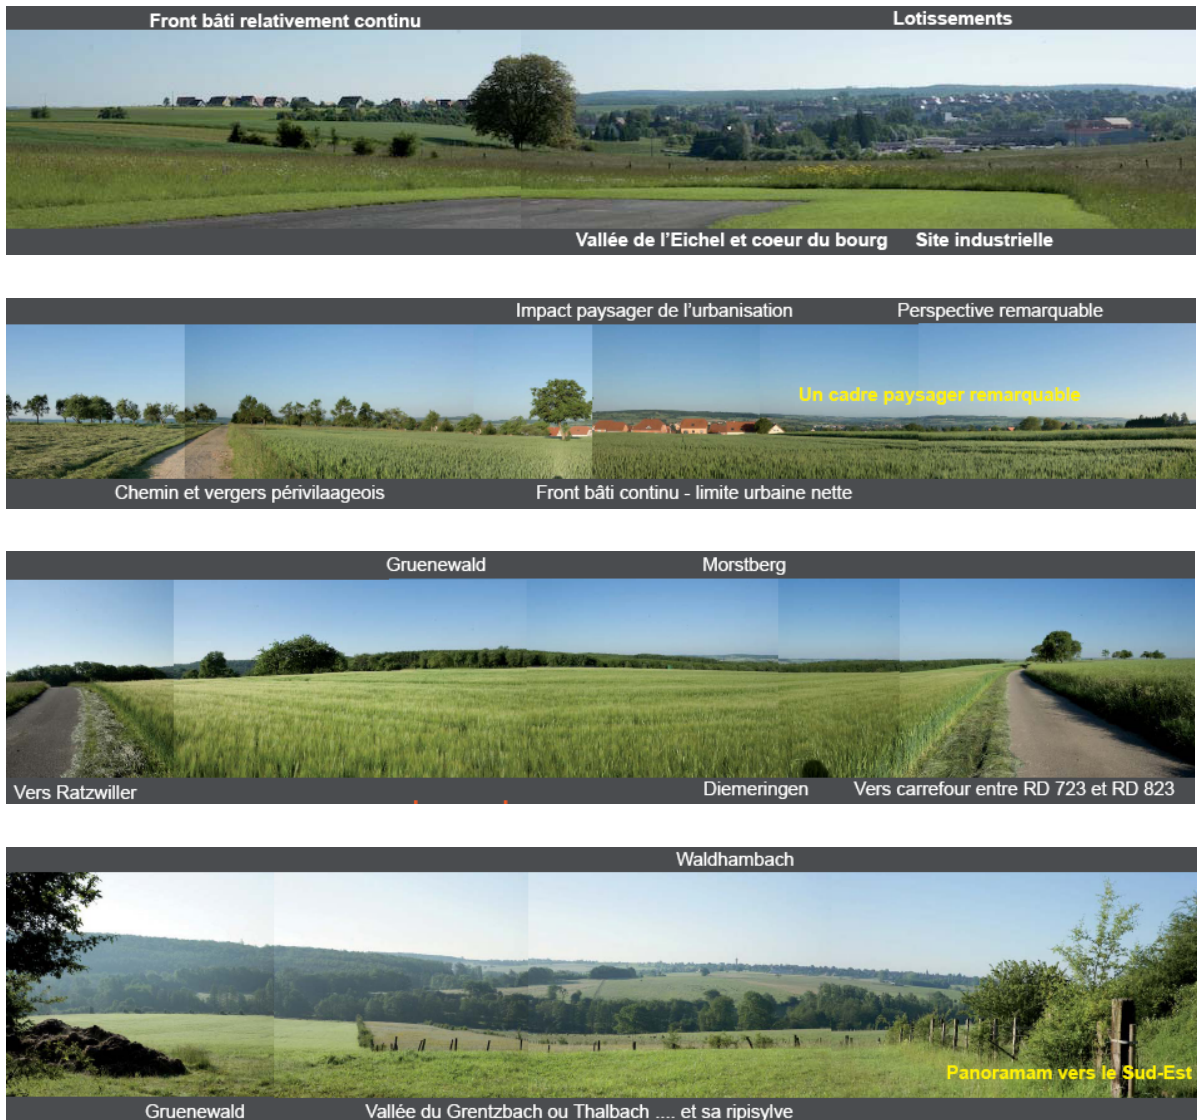 Front bâti relativement continu
Lotissements
Vallée de l'Eichel et coeur du bourg
Site industrielle
Impact paysager de l'urbanisation
Perspective remarquable
Un cadre paysager remarquable
Chemin et vergers périvilaageois
Front bâti continu - limite urbaine nette
Gruenewald
Morstberg
Vers Ratzwiller
Diemeringen
Vers carrefour entre RD 723 et RD 823
Waldhambach
Panoramam vers le Sud-Est
Gruenewald
Vallée du Grentzbach ou Thalbach .... et sa ripisylve